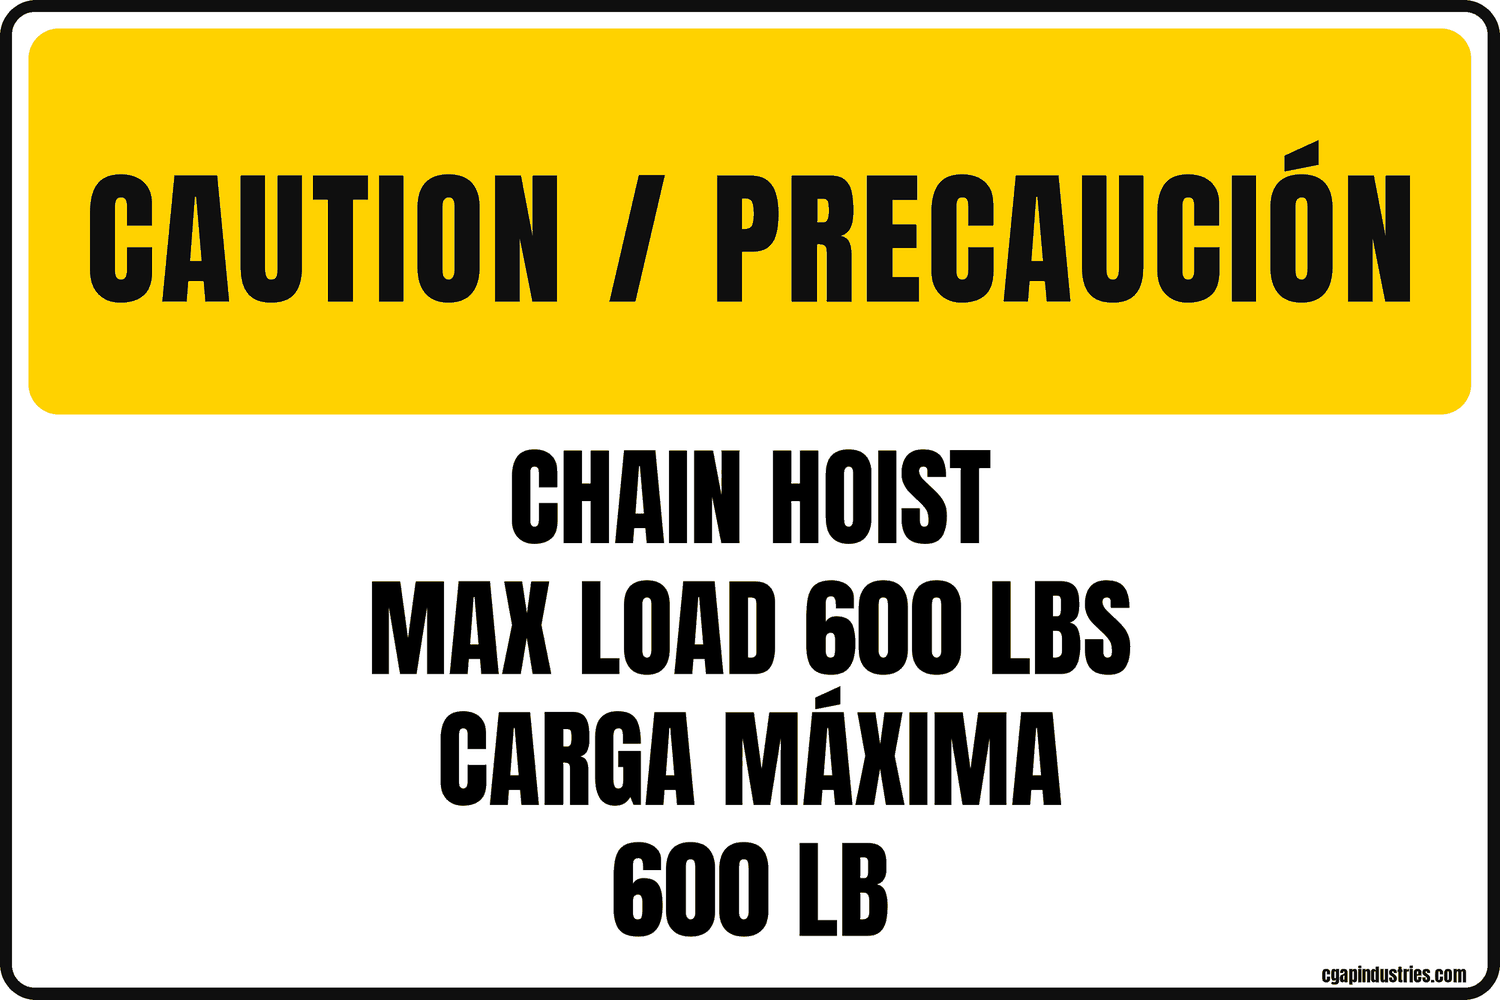 CAUTION / PRECAUCIÓN
CHAIN HOIST
MAX LOAD 600 LBS
CARGA MÁXIMA
600 LB
cgapindustries.com